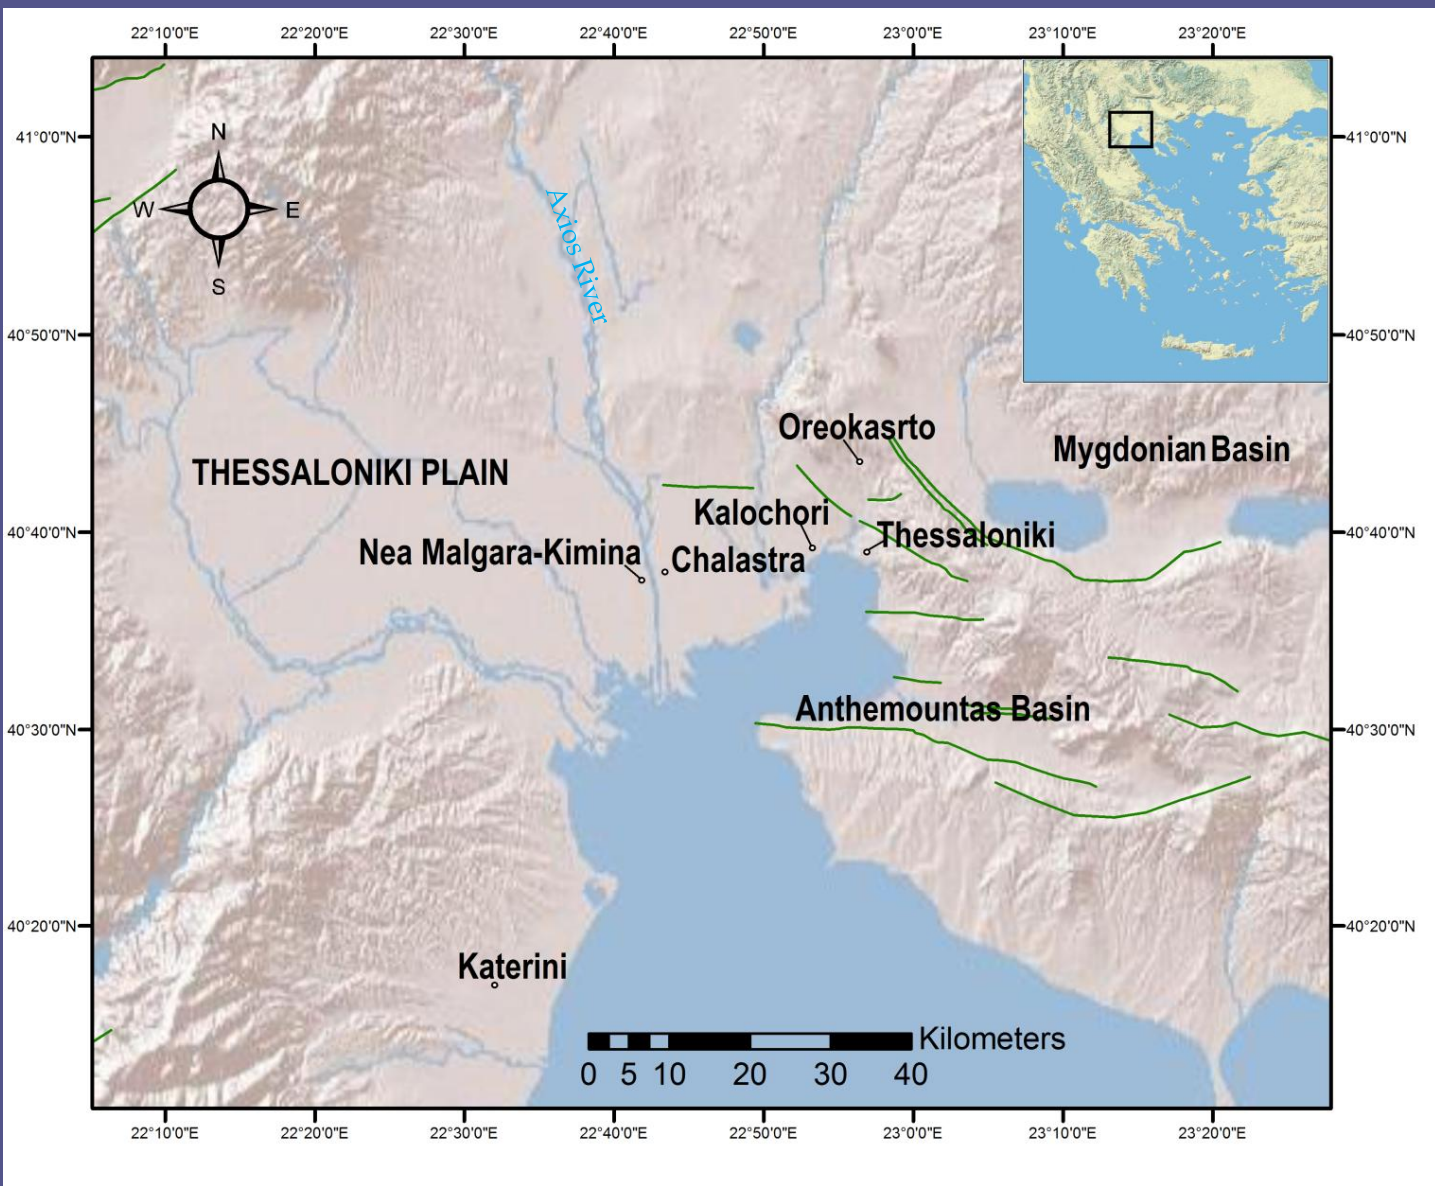 22°10'0"E 22°20'0"E 22°30'0"E 22°40'0"E 22°50'0"E 23°0'0"E 23°10'0"E 23°20'0"E
41°0'0"N 41°0'0"N
N
W E
S
Axios River
40°50'0"N 40°50'0"N
Oreokasrto
Mygdonian Basin
THESSALONIKI PLAIN
Kalochori
40°40'0"N 40°40'0"N
Thessaloniki
Nea Malgara-Kimina
Chalastra
Anthemountas Basin
40°30'0"N 40°30'0"N
40°20'0"N 40°20'0"N
Katerini
Kilometers
0 5 10 20 30 40
22°10'0"E 22°20'0"E 22°30'0"E 22°40'0"E 22°50'0"E 23°0'0"E 23°10'0"E 23°20'0"E